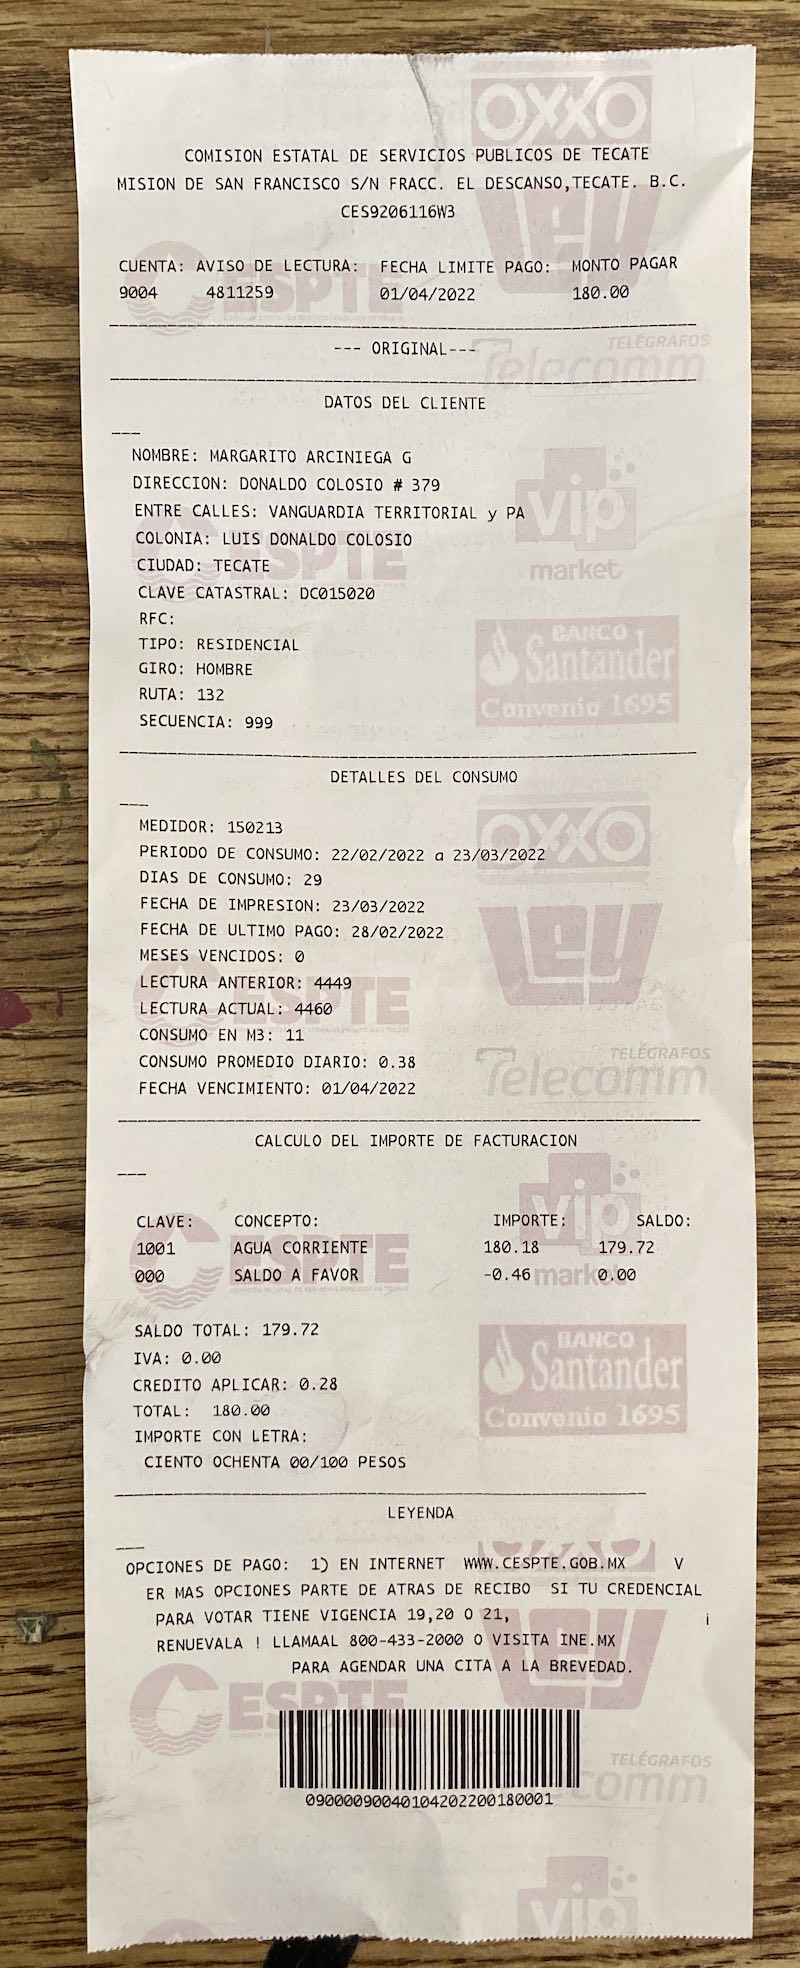 COMISION ESTATAL DE SERVICIOS PUBLICOS DE TECATE
MISION DE SAN FRANCISCO S/N FRACC. EL DESCANSO,TECATE. B.C.
CES9206116W3
CUENTA: AVISO DE LECTURA: FECHA LIMITE PAGO: MONTO PAGAR
9004 4811259 01/04/2022 180.00
--- ORIGINAL---
DATOS DEL CLIENTE
NOMBRE: MARGARITO ARCINIEGA G
DIRECCION: DONALDO COLOSIO # 379
ENTRE CALLES: VANGUARDIA TERRITORIAL y PA
COLONIA: LUIS DONALDO COLOSIO
CIUDAD: TECATE
CLAVE CATASTRAL: DC015020
RFC:
TIPO: RESIDENCIAL
GIRO: HOMBRE
RUTA: 132
SECUENCIA: 999
DETALLES DEL CONSUMO
MEDIDOR: 150213
PERIODO DE CONSUMO: 22/02/2022 a 23/03/2022
DIAS DE CONSUMO: 29
FECHA DE IMPRESION: 23/03/2022
FECHA DE ULTIMO PAGO: 28/02/2022
MESES VENCIDOS: 0
LECTURA ANTERIOR: 4449
LECTURA ACTUAL: 4460
CONSUMO EN M3: 11
CONSUMO PROMEDIO DIARIO: 0.38
FECHA VENCIMIENTO: 01/04/2022
CALCULO DEL IMPORTE DE FACTURACION
CLAVE: CONCEPTO: IMPORTE: SALDO:
1001 AGUA CORRIENTE 180.18 179.72
000 SALDO A FAVOR -0.46 0.00
SALDO TOTAL: 179.72
IVA: 0.00
CREDITO APLICAR: 0.28
TOTAL: 180.00
IMPORTE CON LETRA:
CIENTO OCHENTA 00/100 PESOS
LEYENDA
OPCIONES DE PAGO: 1) EN INTERNET WWW.CESPTE.GOB.MX V
ER MAS OPCIONES PARTE DE ATRAS DE RECIBO SI TU CREDENCIAL
PARA VOTAR TIENE VIGENCIA 19,20 O 21, ¡
RENUEVALA ! LLAMAAL 800-433-2000 O VISITA INE.MX
PARA AGENDAR UNA CITA A LA BREVEDAD.
090000900401042022001800​01
OXXO
LEY
CESPTE
TELÉGRAFOS
Telecomm
vip
market
CESPTE
BANCO
Santander
Convenio 1695
OXXO
LEY
CESPTE
TELÉGRAFOS
Telecomm
vip
market
CESPTE
BANCO
Santander
Convenio 1695
OXXO
LEY
CESPTE
TELÉGRAFOS
comm
vip